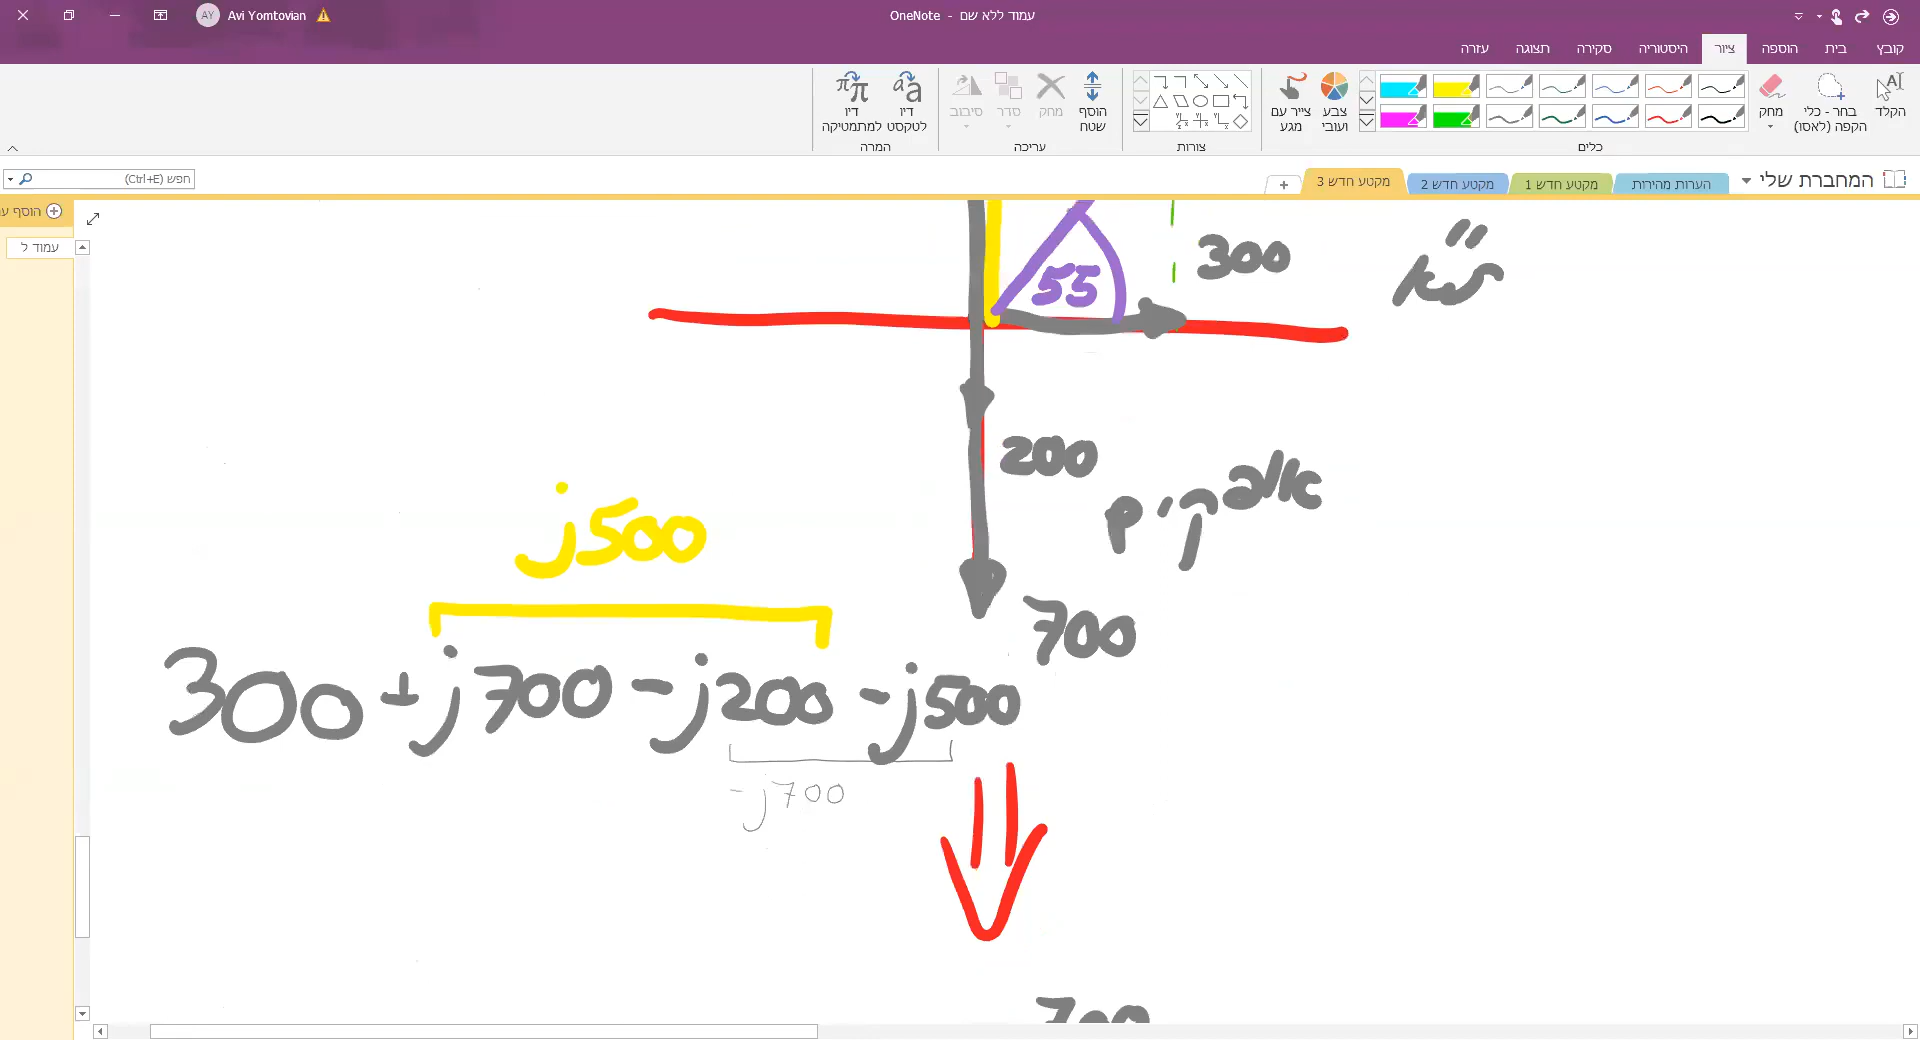 Avi Yomtovian
עמוד ללא שם - OneNote
קובץ בית הוספה ציור היסטוריה סקירה תצוגה עזרה
הקלד
בחר - כלי הקפה (לאסו)
מחק
כלים
צבע ועובי
צייר עם מגע
צורות
הוסף שטח
מחק
סדר
סיבוב
עריכה
דיו לטקסט
דיו למתמטיקה
המרה
המחברת שלי
הערות מהירות
מקטע חדש 1
מקטע חדש 2
מקטע חדש 3
חפש (Ctrl+E)
הוסף
עמוד ל
55
300
200
700
j500
300 + j700 - j200 - j500
-j700
700